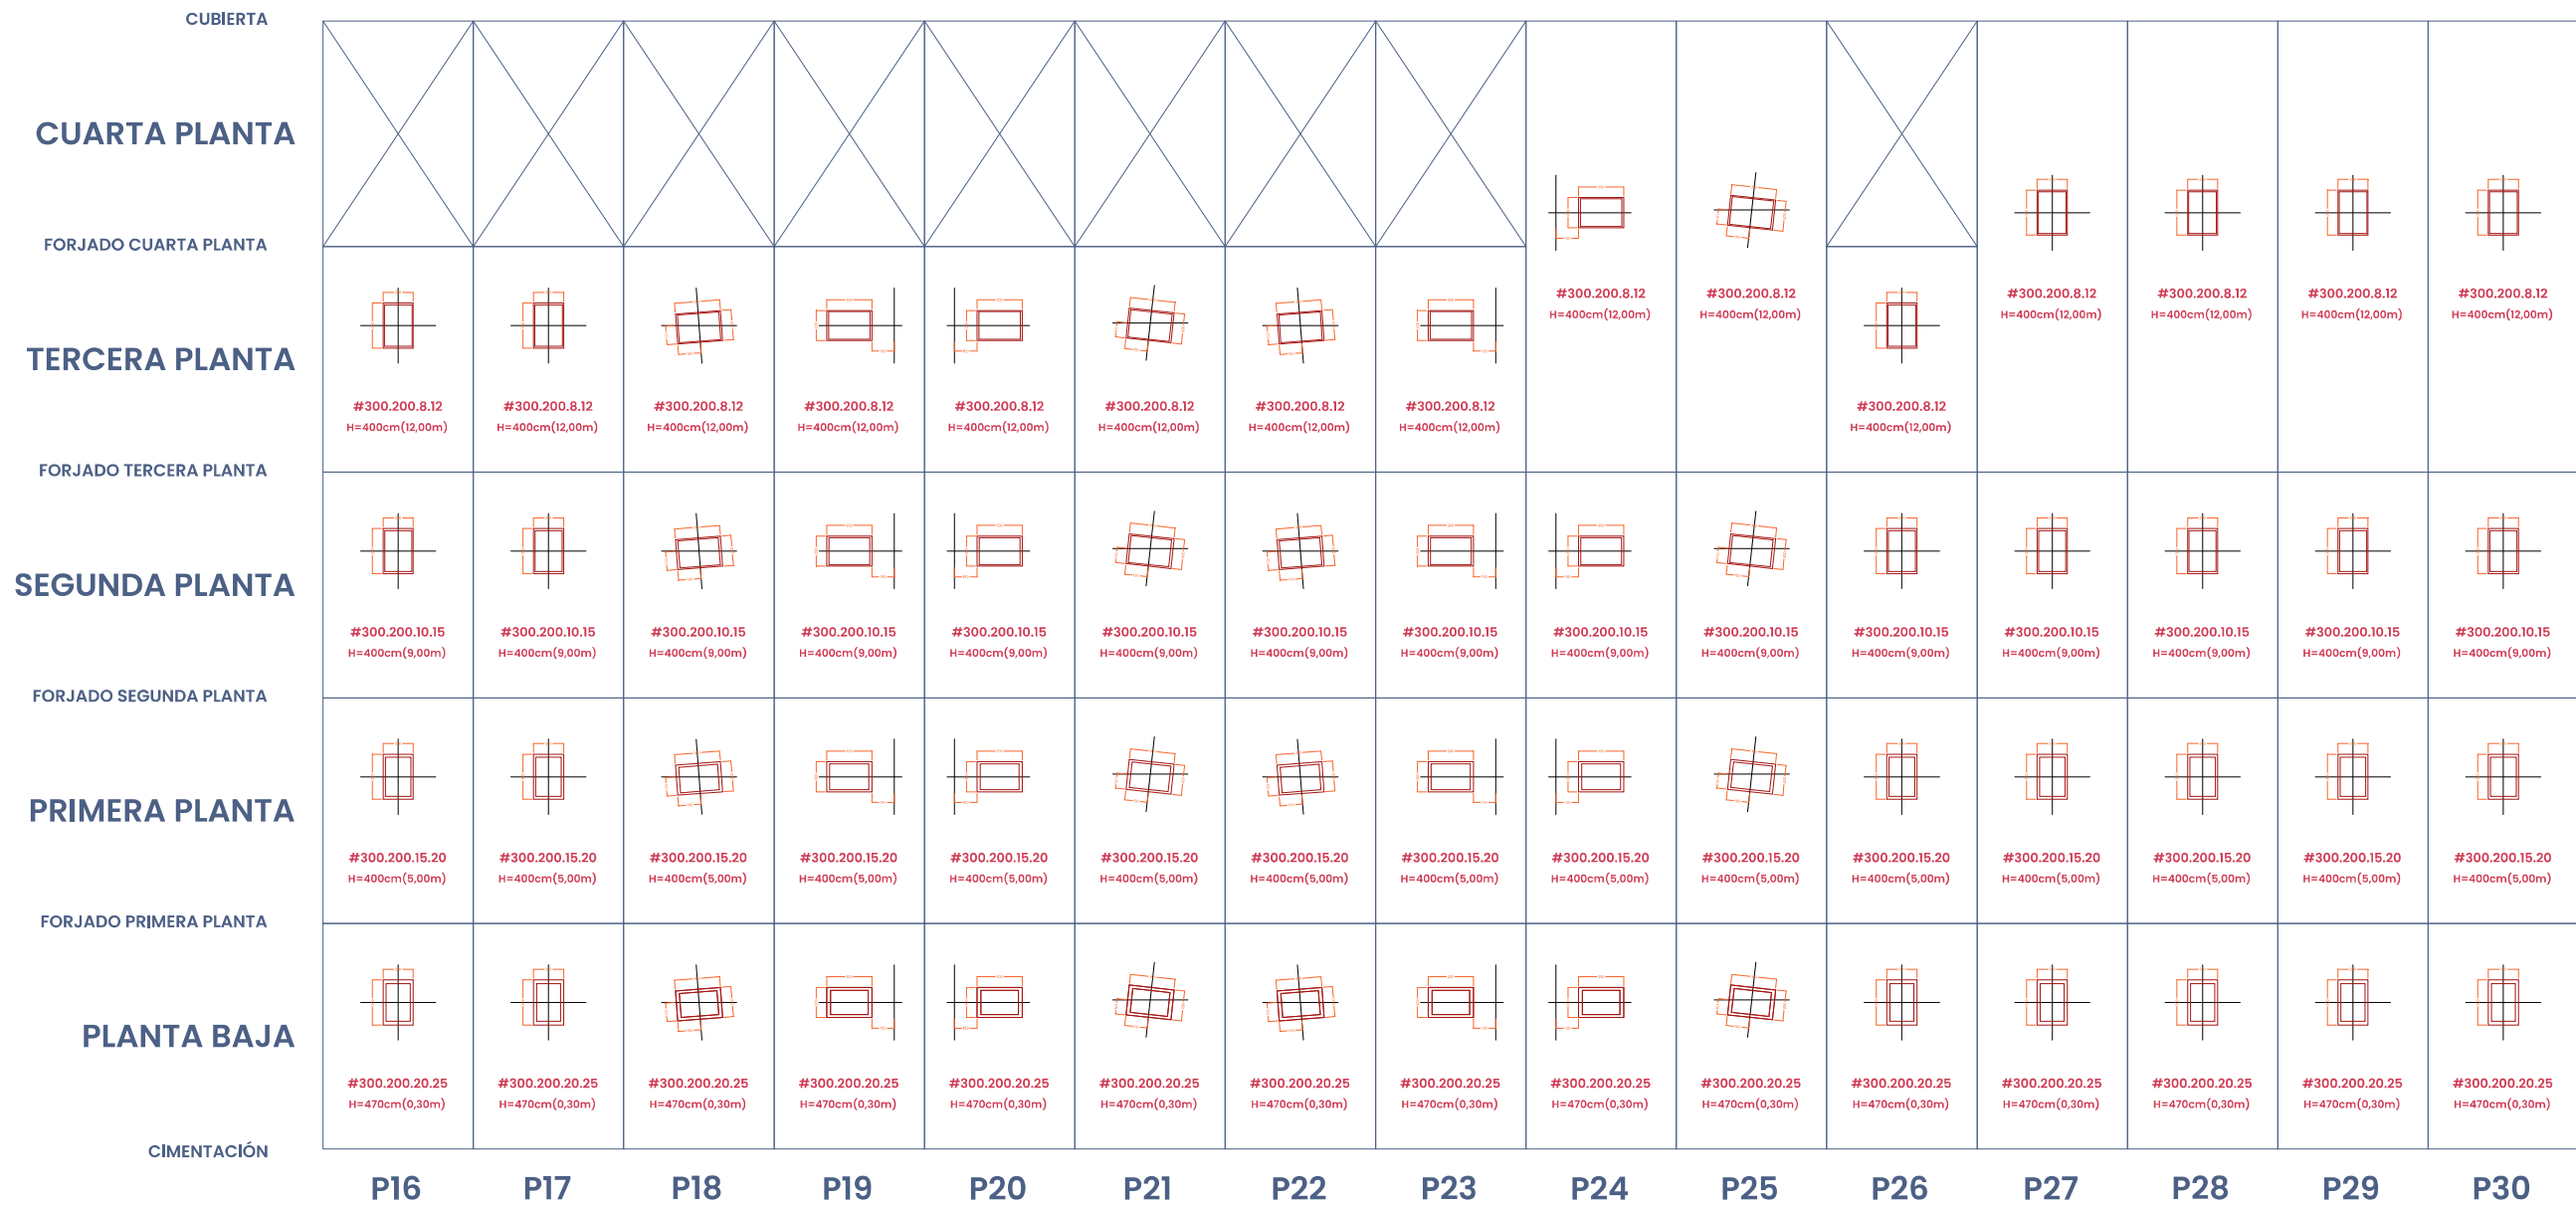 CUBIERTA
CUARTA PLANTA
FORJADO CUARTA PLANTA
#300.200.8.12 #300.200.8.12 #300.200.8.12 #300.200.8.12 #300.200.8.12 #300.200.8.12
H=400cm(12,00m) H=400cm(12,00m) H=400cm(12,00m) H=400cm(12,00m) H=400cm(12,00m) H=400cm(12,00m)
TERCERA PLANTA
#300.200.8.12 #300.200.8.12 #300.200.8.12 #300.200.8.12 #300.200.8.12 #300.200.8.12 #300.200.8.12 #300.200.8.12 #300.200.8.12
H=400cm(12,00m) H=400cm(12,00m) H=400cm(12,00m) H=400cm(12,00m) H=400cm(12,00m) H=400cm(12,00m) H=400cm(12,00m) H=400cm(12,00m) H=400cm(12,00m)
FORJADO TERCERA PLANTA
SEGUNDA PLANTA
#300.200.10.15 #300.200.10.15 #300.200.10.15 #300.200.10.15 #300.200.10.15 #300.200.10.15 #300.200.10.15 #300.200.10.15 #300.200.10.15 #300.200.10.15 #300.200.10.15 #300.200.10.15 #300.200.10.15 #300.200.10.15 #300.200.10.15
H=400cm(9,00m) H=400cm(9,00m) H=400cm(9,00m) H=400cm(9,00m) H=400cm(9,00m) H=400cm(9,00m) H=400cm(9,00m) H=400cm(9,00m) H=400cm(9,00m) H=400cm(9,00m) H=400cm(9,00m) H=400cm(9,00m) H=400cm(9,00m) H=400cm(9,00m) H=400cm(9,00m)
FORJADO SEGUNDA PLANTA
PRIMERA PLANTA
#300.200.15.20 #300.200.15.20 #300.200.15.20 #300.200.15.20 #300.200.15.20 #300.200.15.20 #300.200.15.20 #300.200.15.20 #300.200.15.20 #300.200.15.20 #300.200.15.20 #300.200.15.20 #300.200.15.20 #300.200.15.20 #300.200.15.20
H=400cm(5,00m) H=400cm(5,00m) H=400cm(5,00m) H=400cm(5,00m) H=400cm(5,00m) H=400cm(5,00m) H=400cm(5,00m) H=400cm(5,00m) H=400cm(5,00m) H=400cm(5,00m) H=400cm(5,00m) H=400cm(5,00m) H=400cm(5,00m) H=400cm(5,00m) H=400cm(5,00m)
FORJADO PRIMERA PLANTA
PLANTA BAJA
#300.200.20.25 #300.200.20.25 #300.200.20.25 #300.200.20.25 #300.200.20.25 #300.200.20.25 #300.200.20.25 #300.200.20.25 #300.200.20.25 #300.200.20.25 #300.200.20.25 #300.200.20.25 #300.200.20.25 #300.200.20.25 #300.200.20.25
H=470cm(0,30m) H=470cm(0,30m) H=470cm(0,30m) H=470cm(0,30m) H=470cm(0,30m) H=470cm(0,30m) H=470cm(0,30m) H=470cm(0,30m) H=470cm(0,30m) H=470cm(0,30m) H=470cm(0,30m) H=470cm(0,30m) H=470cm(0,30m) H=470cm(0,30m) H=470cm(0,30m)
CIMENTACIÓN
P16 P17 P18 P19 P20 P21 P22 P23 P24 P25 P26 P27 P28 P29 P30